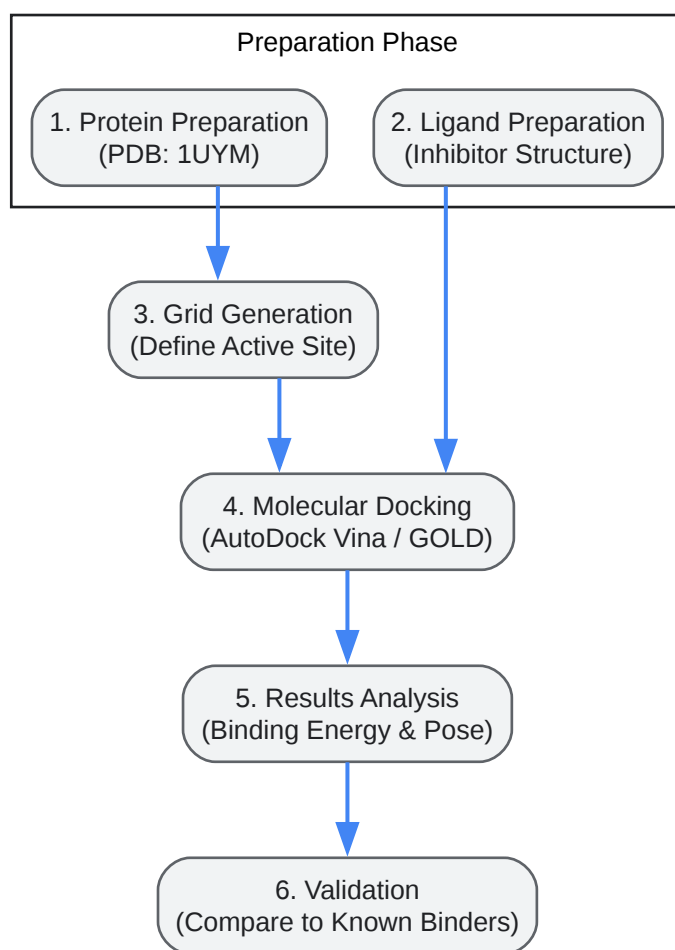 Preparation Phase
1. Protein Preparation
(PDB: 1UYM)
2. Ligand Preparation
(Inhibitor Structure)
3. Grid Generation
(Define Active Site)
4. Molecular Docking
(AutoDock Vina / GOLD)
5. Results Analysis
(Binding Energy & Pose)
6. Validation
(Compare to Known Binders)